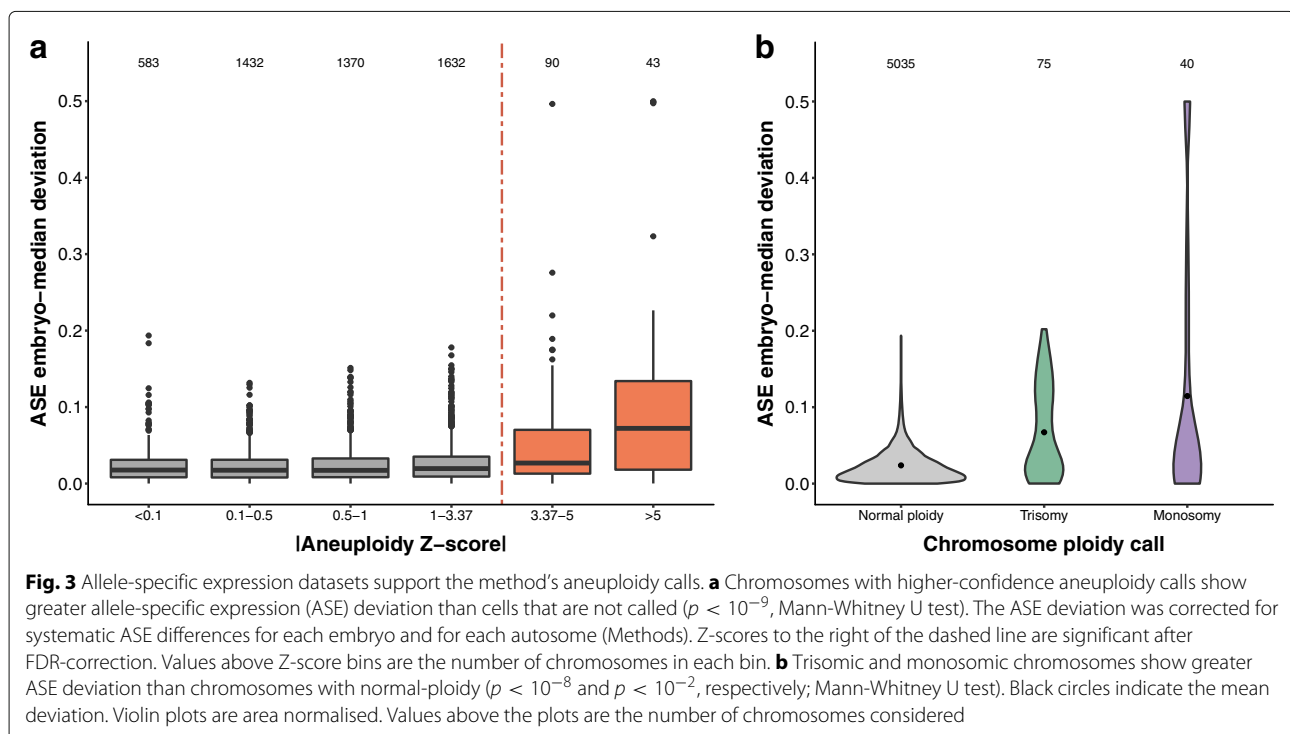 a
583 1432 1370 1632 90 43
ASE embryo−median deviation
0.5
0.4
0.3
0.2
0.1
0.0
<0.1 0.1−0.5 0.5−1 1−3.37 3.37−5 >5
|Aneuploidy Z−score|
b
5035 75 40
ASE embryo−median deviation
0.5
0.4
0.3
0.2
0.1
0.0
Normal ploidy Trisomy Monosomy
Chromosome ploidy call
Fig. 3 Allele-specific expression datasets support the method's aneuploidy calls. a Chromosomes with higher-confidence aneuploidy calls show
greater allele-specific expression (ASE) deviation than cells that are not called (p < 10⁻⁹, Mann-Whitney U test). The ASE deviation was corrected for
systematic ASE differences for each embryo and for each autosome (Methods). Z-scores to the right of the dashed line are significant after
FDR-correction. Values above Z-score bins are the number of chromosomes in each bin. b Trisomic and monosomic chromosomes show greater
ASE deviation than chromosomes with normal-ploidy (p < 10⁻⁸ and p < 10⁻², respectively; Mann-Whitney U test). Black circles indicate the mean
deviation. Violin plots are area normalised. Values above the plots are the number of chromosomes considered